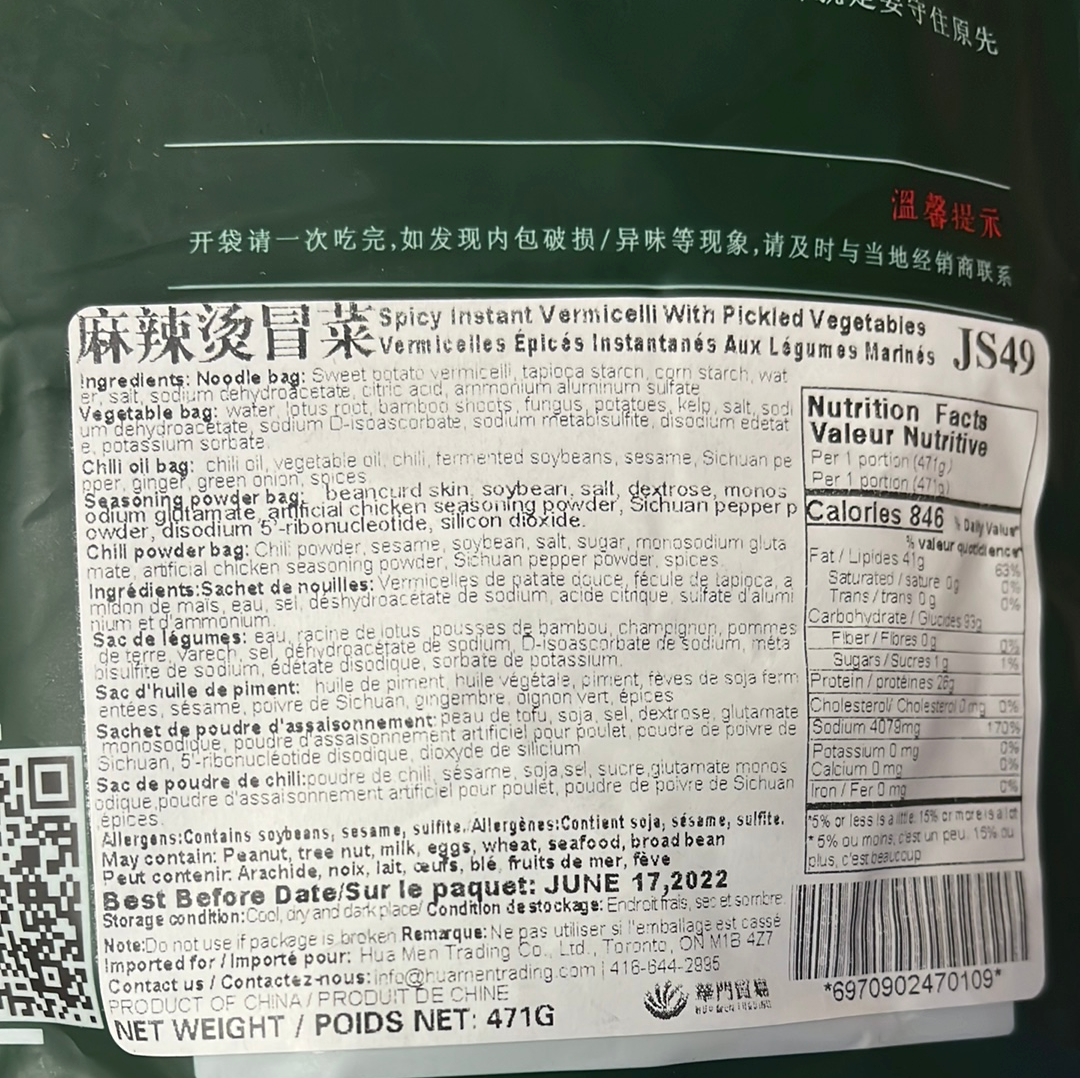 守住原先
温馨提示
开袋请一次吃完,如发现内包破损/异味等现象,请及时与当地经销商联系
麻辣烫冒菜 Spicy Instant Vermicelli With Pickled Vegetables
Vermicelles Épicés Instantanés Aux Légumes Marinés JS49
Ingredients: Noodle bag: Sweet potato vermicelli, tapioca starch, corn starch, wat
er, salt, sodium dehydroacetate, citric acid, ammonium aluminum sulfate
Vegetable bag: water, lotus root, bamboo shoots, fungus, potatoes, kelp, salt, sodi
um dehydroacetate, sodium D-isoascorbate, sodium metabisulfite, disodium edetat
e, potassium sorbate.
Chili oil bag: chili oil, vegetable oil, chili, fermented soybeans, sesame, Sichuan pe
pper, ginger, green onion, spices
Seasoning powder bag: beancurd skin, soybean, salt, dextrose, monos
odium glutamate, artificial chicken seasoning powder, Sichuan pepper p
owder, disodium 5'-ribonucleotide, silicon dioxide.
Chili powder bag: Chili powder, sesame, soybean, salt, sugar, monosodium gluta
mate, artificial chicken seasoning powder, Sichuan pepper powder, spices.
Ingrédients:Sachet de nouilles: Vermicelles de patate douce, fécule de tapioca, a
midon de maïs, eau, sel, déshydroacétate de sodium, acide citrique, sulfate d'alumi
nium et d'ammonium.
Sac de légumes: eau, racine de lotus, pousses de bambou, champignon, pommes
de terre, varech, sel, déhydroacétate de sodium, D-isoascorbate de sodium, méta
bisulfite de sodium, édétate disodique, sorbate de potassium.
Sac d'huile de piment: huile de piment, huile végétale, piment, fèves de soja ferm
entées, sésame, poivre de Sichuan, gingembre, oignon vert, épices
Sachet de poudre d'assaisonnement: peau de tofu, soja, sel, dextrose, glutamate
monosodique, poudre d'assaisonnement artificiel pour poulet, poudre de poivre de
Sichuan, 5'-ribonucléotide disodique, dioxyde de silicium
Sac de poudre de chili:poudre de chili, sésame, soja,sel, sucre,glutamate monos
odique,poudre d'assaisonnement artificiel pour poulet, poudre de poivre de Sichuan
épices.
Allergens:Contains soybeans, sesame, sulfite. Allergènes:Contient soja, sésame, sulfite.
May contain: Peanut, tree nut, milk, eggs, wheat, seafood, broad bean
Peut contenir: Arachide, noix, lait, œufs, blé, fruits de mer, fève
Best Before Date/Sur le paquet: JUNE 17,2022
Storage condition:Cool, dry and dark place/ Condition de stockage: Endroit frais, sec et sombre.
Note:Do not use if package is broken Remarque: Ne pas utiliser si l'emballage est cassé
Imported for / Importé pour: Hua Men Trading Co., Ltd., Toronto, ON M1B 4Z7
Contact us / Contactez-nous: info@huamentrading.com | 416-644-2995
PRODUCT OF CHINA / PRODUIT DE CHINE
NET WEIGHT / POIDS NET: 471G
華門貿易
HUA MEN TRADING
Nutrition Facts
Valeur Nutritive
Per 1 portion (471g)
Per 1 portion (471g)
Calories 846 % Daily Value*
% valeur quotidienne*
Fat / Lipides 41g 63%
Saturated / sature 0g 0%
Trans / trans 0g 0%
Carbohydrate / Glucides 93g
Fiber / Fibres 0g 0%
Sugars / Sucres 1g 1%
Protein / protéines 26g
Cholesterol/ Cholesterol 0mg 0%
Sodium 4079mg 170%
Potassium 0 mg 0%
Calcium 0 mg 0%
Iron / Fer 0 mg 0%
*5% or less is a little. 15% or more is a lot
* 5% ou moins, c'est un peu. 15% ou
plus, c'est beaucoup
*6970902470109*